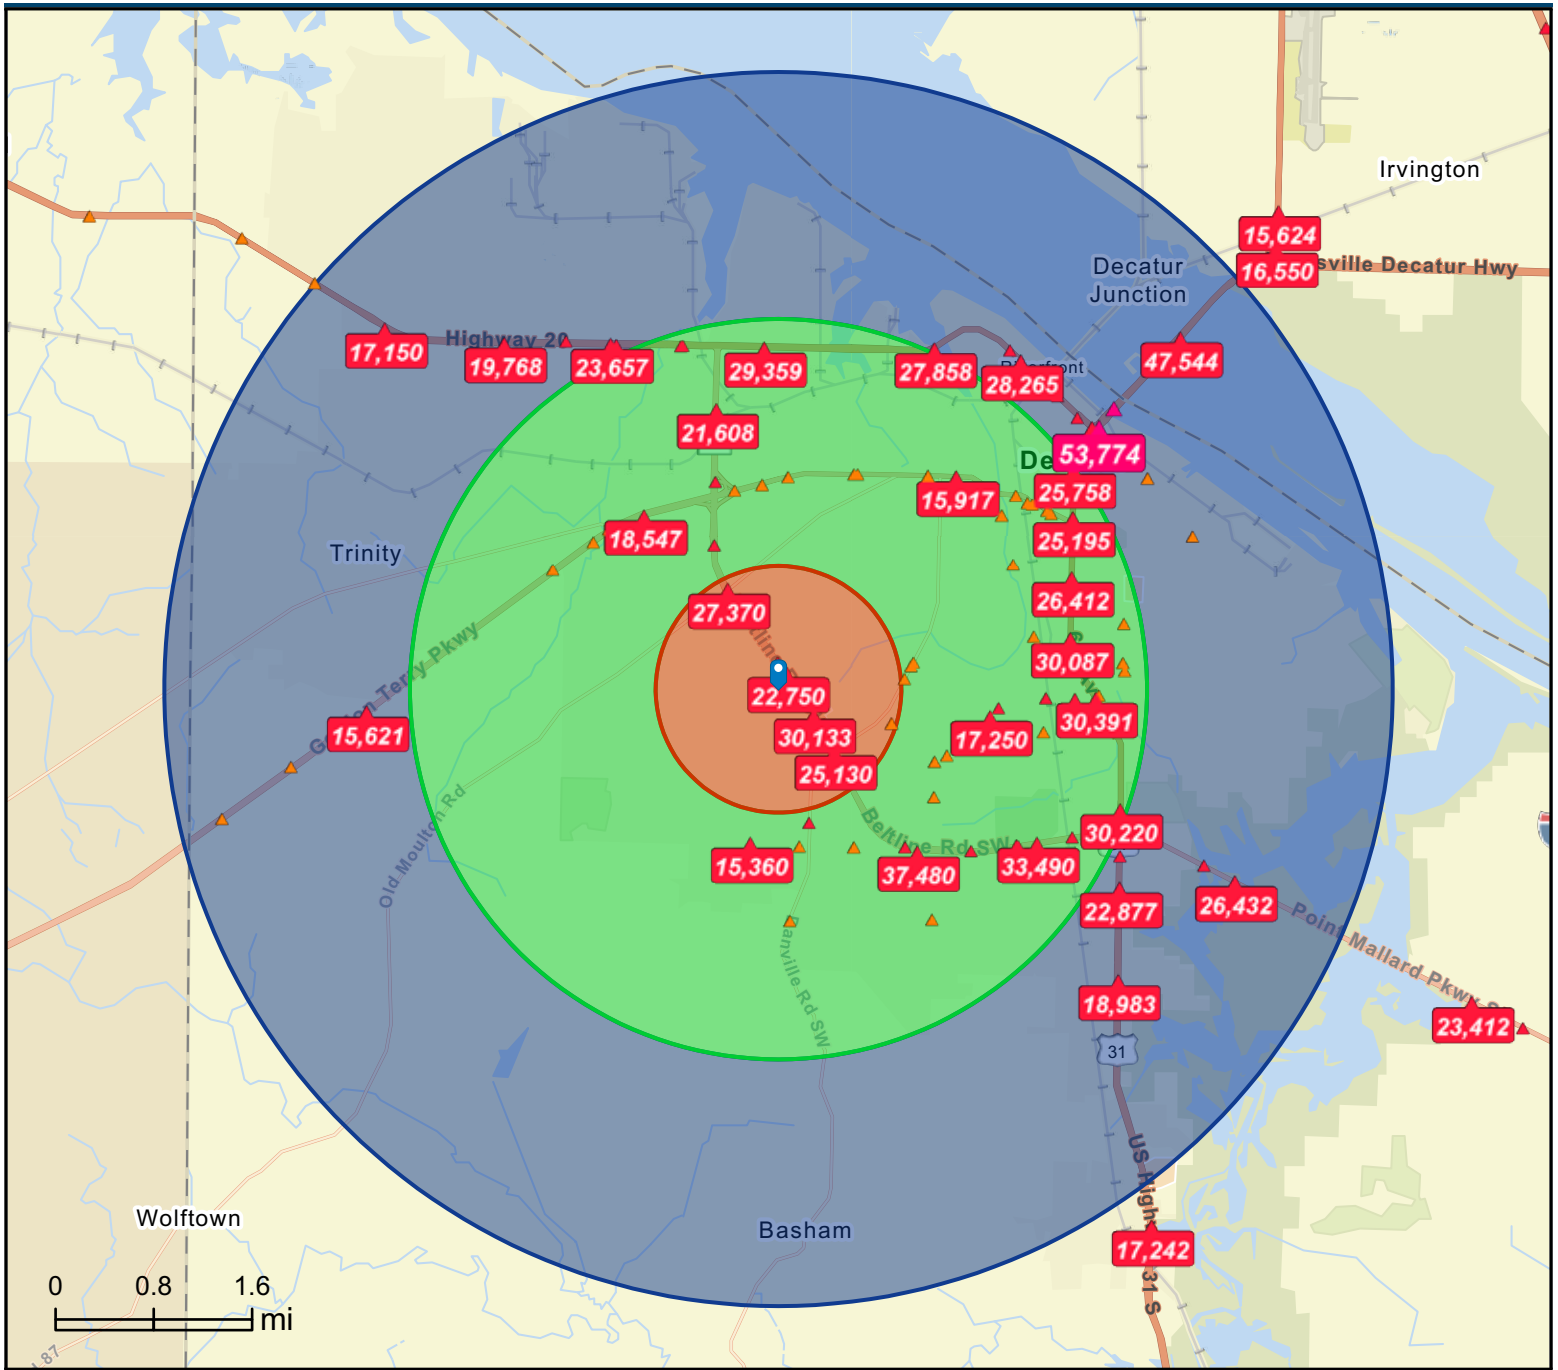 Irvington
15,624
sville Decatur Hwy
16,550
Decatur
Junction
Highway 20
17,150
19,768
23,657
29,359
27,858
28,265
47,544
21,608
53,774
De
25,758
15,917
18,547
25,195
Trinity
26,412
27,370
30,087
Terry Pkwy
22,750
15,621
30,133
17,250
30,391
25,130
Old Moulton Rd
Beltline Rd SW
30,220
15,360
37,480
33,490
22,877
26,432
Point Mallard Pkwy S
Danville Rd SW
18,983
23,412
31
US High
Wolftown
Basham
17,242
31 S
0 0.8 1.6
mi
L-87